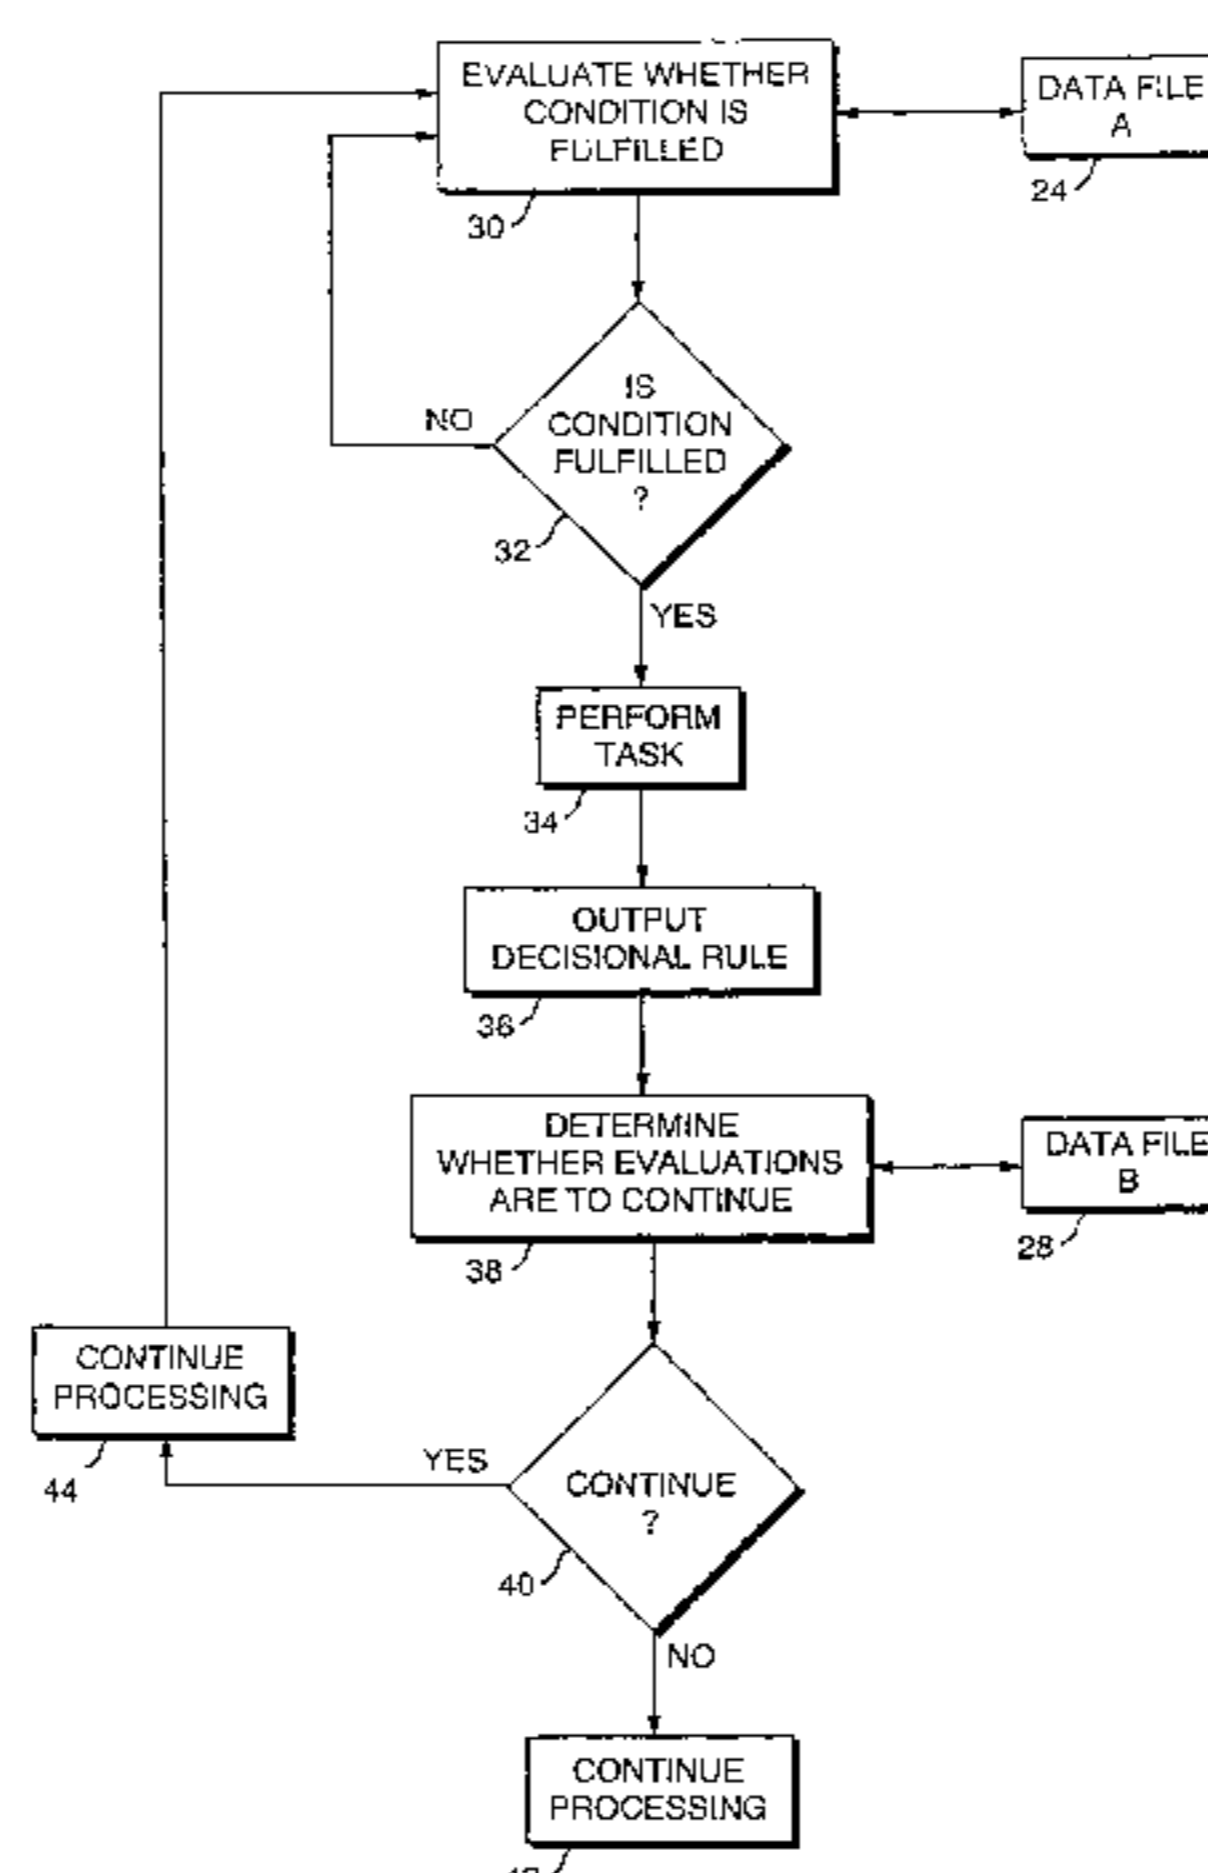 EVALUATE WHETHER
CONDITION IS
FULFILLED
30
DATA FILE
A
24
IS
CONDITION
FULFILLED
?
NO
32
YES
PERFORM
TASK
34
OUTPUT
DECISIONAL RULE
36
DETERMINE
WHETHER EVALUATIONS
ARE TO CONTINUE
38
DATA FILE
B
28
CONTINUE
PROCESSING
44
YES
CONTINUE
?
40
NO
CONTINUE
PROCESSING